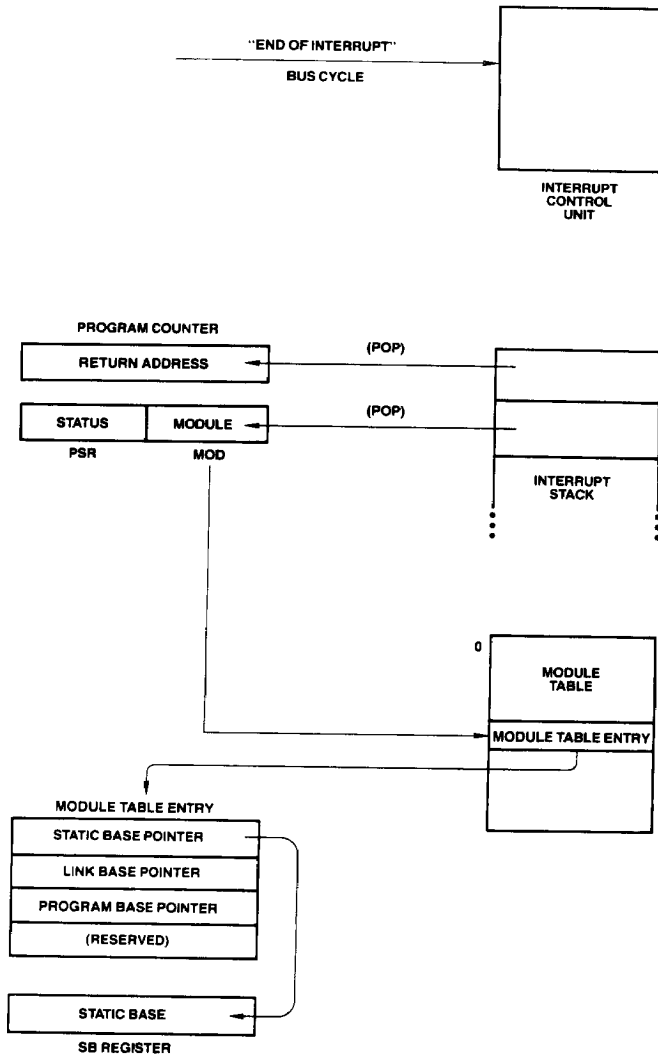 "END OF INTERRUPT"
BUS CYCLE
INTERRUPT
CONTROL
UNIT
PROGRAM COUNTER
RETURN ADDRESS
(POP)
STATUS
MODULE
(POP)
PSR
MOD
INTERRUPT
STACK
0
MODULE
TABLE
MODULE TABLE ENTRY
MODULE TABLE ENTRY
STATIC BASE POINTER
LINK BASE POINTER
PROGRAM BASE POINTER
(RESERVED)
STATIC BASE
SB REGISTER